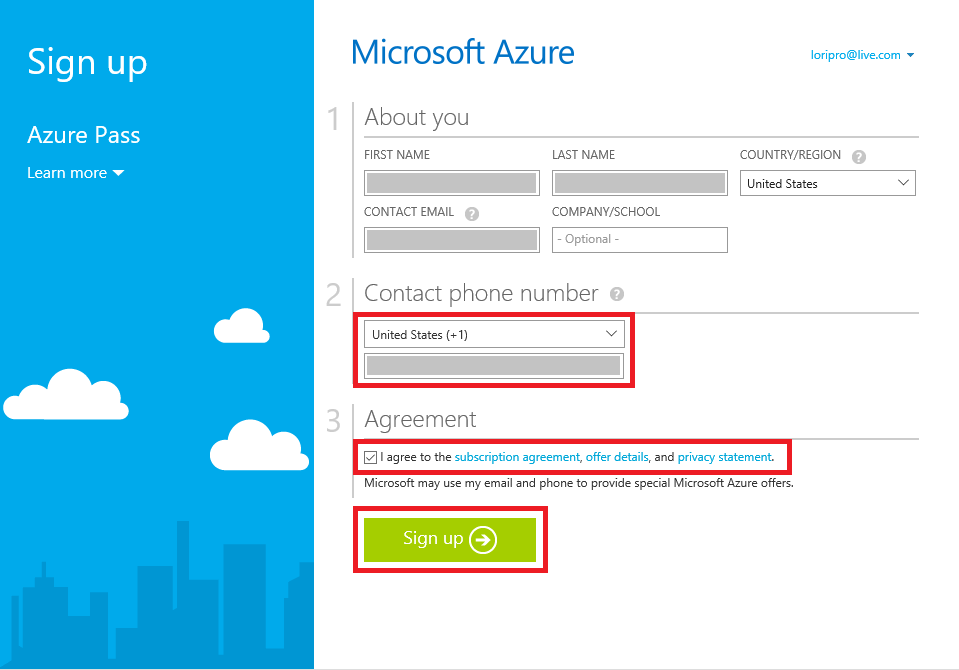 Sign up
Azure Pass
Learn more
Microsoft Azure
loripro@live.com
1 About you
FIRST NAME LAST NAME COUNTRY/REGION ?
United States
CONTACT EMAIL ? COMPANY/SCHOOL
- Optional -
2 Contact phone number ?
United States (+1)
3 Agreement
I agree to the subscription agreement, offer details, and privacy statement.
Microsoft may use my email and phone to provide special Microsoft Azure offers.
Sign up